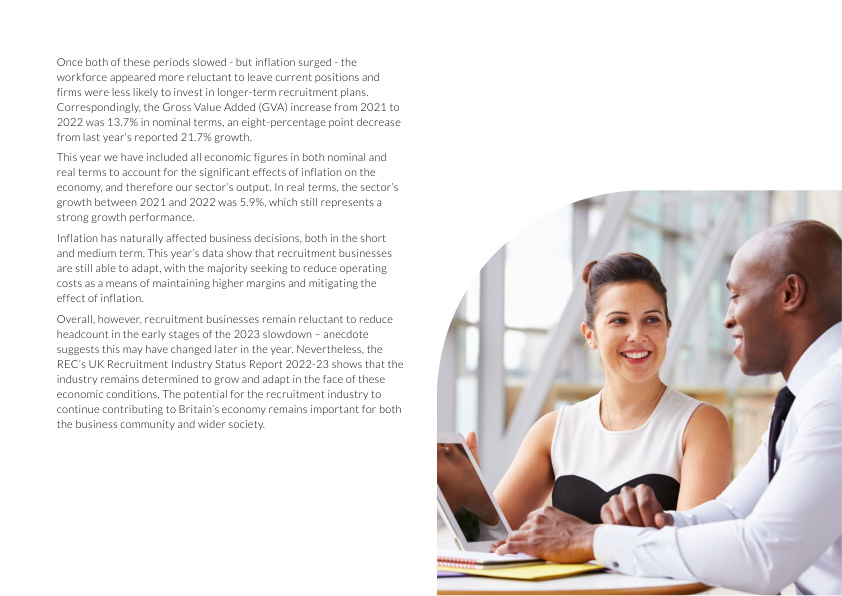 Once both of these periods slowed - but inflation surged - the
workforce appeared more reluctant to leave current positions and
firms were less likely to invest in longer-term recruitment plans.
Correspondingly, the Gross Value Added (GVA) increase from 2021 to
2022 was 13.7% in nominal terms, an eight-percentage point decrease
from last year's reported 21.7% growth.
This year we have included all economic figures in both nominal and
real terms to account for the significant effects of inflation on the
economy, and therefore our sector's output. In real terms, the sector's
growth between 2021 and 2022 was 5.9%, which still represents a
strong growth performance.
Inflation has naturally affected business decisions, both in the short
and medium term. This year's data show that recruitment businesses
are still able to adapt, with the majority seeking to reduce operating
costs as a means of maintaining higher margins and mitigating the
effect of inflation.
Overall, however, recruitment businesses remain reluctant to reduce
headcount in the early stages of the 2023 slowdown – anecdote
suggests this may have changed later in the year. Nevertheless, the
REC's UK Recruitment Industry Status Report 2022-23 shows that the
industry remains determined to grow and adapt in the face of these
economic conditions. The potential for the recruitment industry to
continue contributing to Britain's economy remains important for both
the business community and wider society.